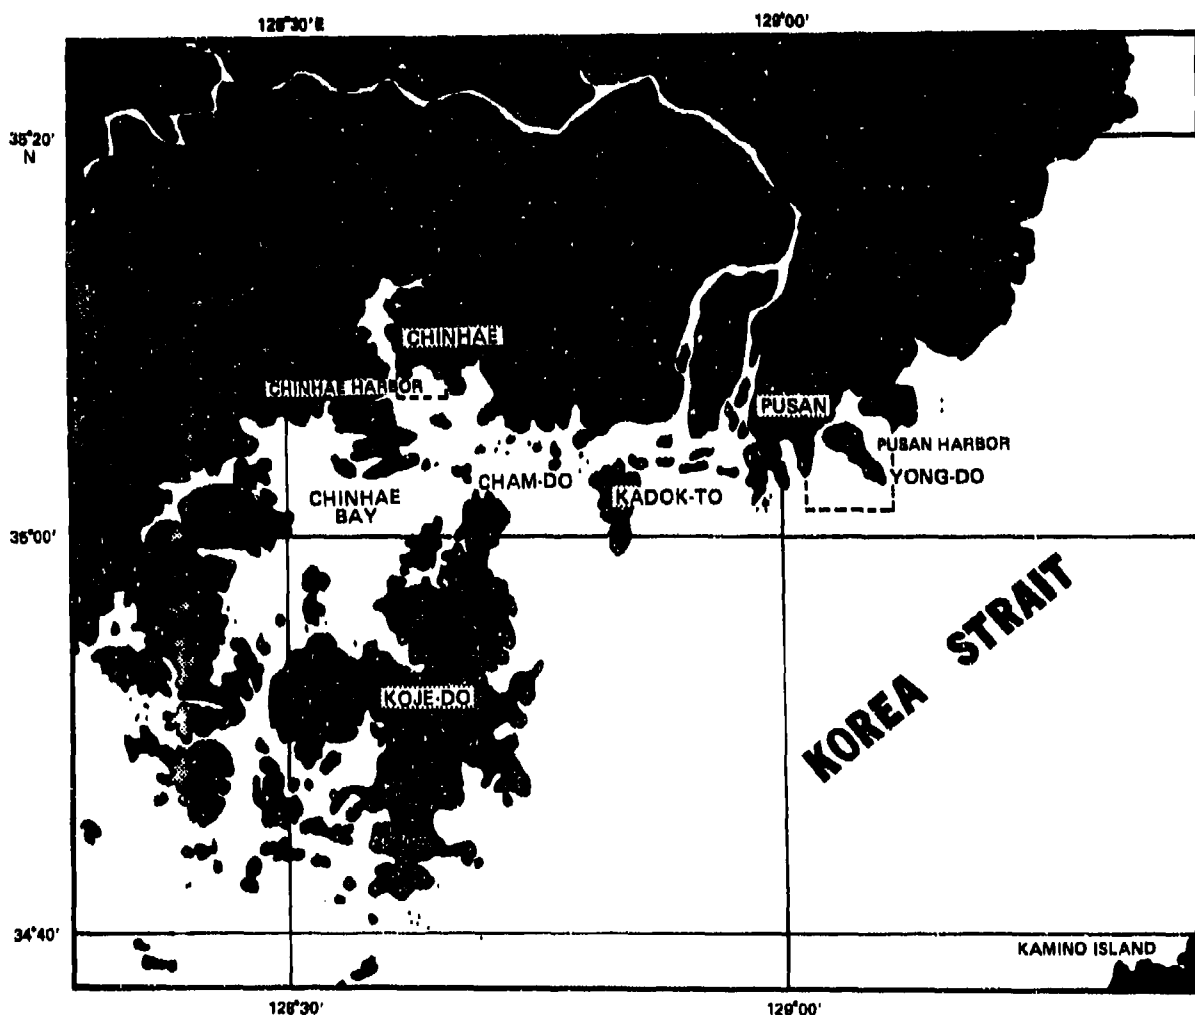 128°30'E
129°00'
35°20'
N
CHINHAE
CHINHAE HARBOR
PUSAN
PUSAN HARBOR
YONG-DO
CHAM-DO
KADOK-TO
CHINHAE
BAY
35°00'
KOREA STRAIT
KOJE-DO
34°40'
KAMINO ISLAND
128°30'
129°00'